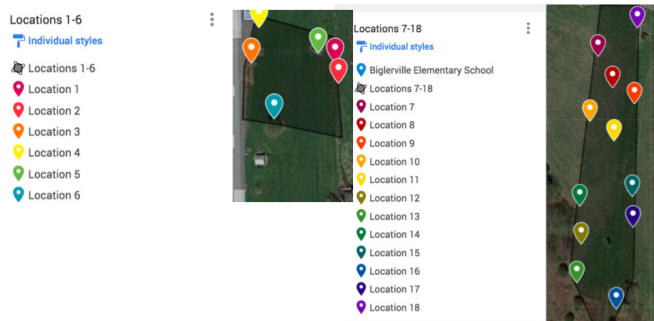 Locations 1-6
Individual styles
Locations 1-6
Location 1
Location 2
Location 3
Location 4
Location 5
Location 6
Locations 7-18
Individual styles
Biglerville Elementary School
Locations 7-18
Location 7
Location 8
Location 9
Location 10
Location 11
Location 12
Location 13
Location 14
Location 15
Location 16
Location 17
Location 18